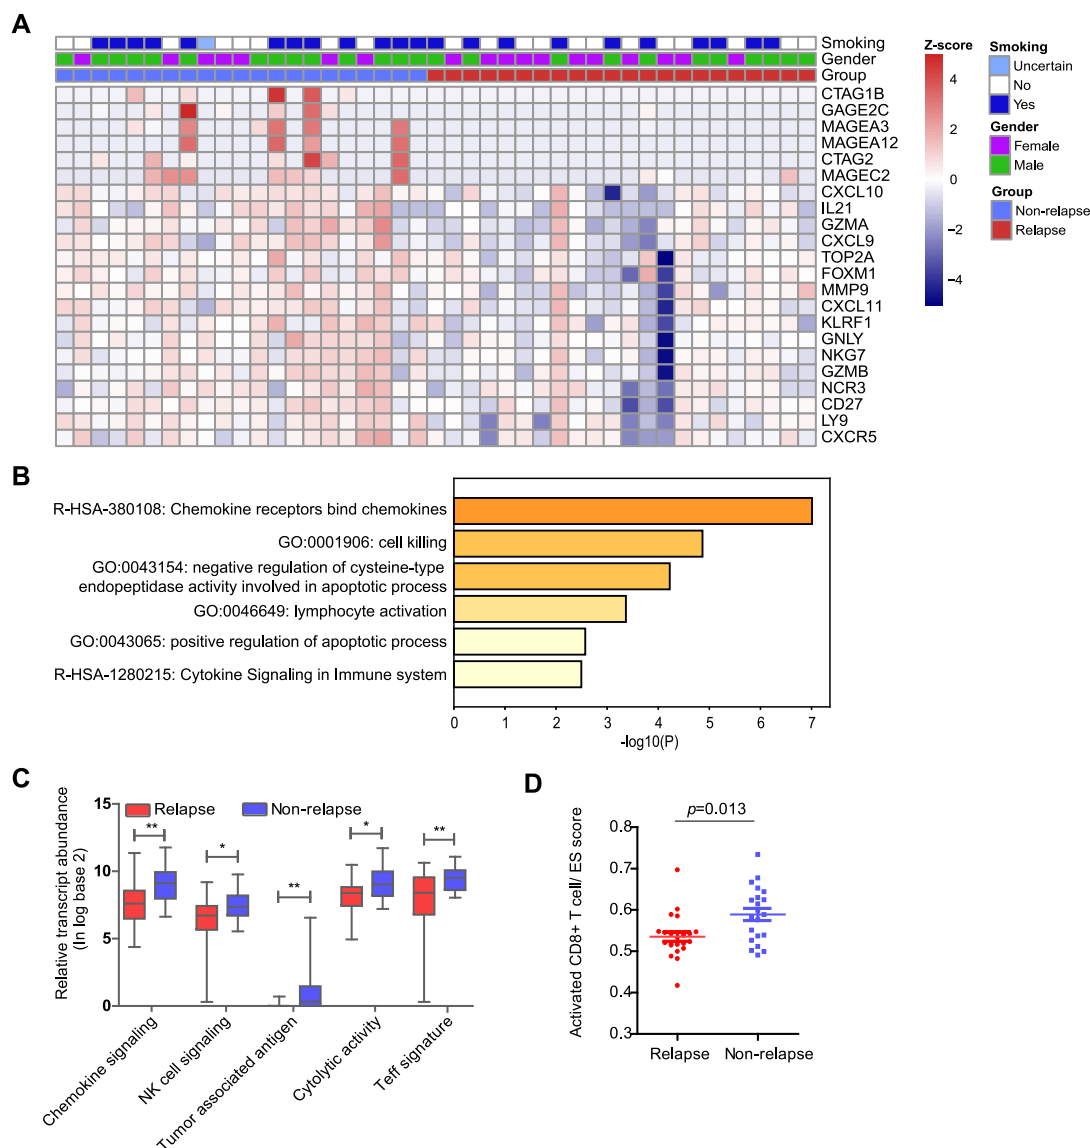 A
Smoking
Gender
Group
CTAG1B
GAGE2C
MAGEA3
MAGEA12
CTAG2
MAGEC2
CXCL10
IL21
GZMA
CXCL9
TOP2A
FOXM1
MMP9
CXCL11
KLRF1
GNLY
NKG7
GZMB
NCR3
CD27
LY9
CXCR5
Z-score
4
2
0
−2
−4
Smoking
Uncertain
No
Yes
Gender
Female
Male
Group
Non-relapse
Relapse
B
R-HSA-380108: Chemokine receptors bind chemokines
GO:0001906: cell killing
GO:0043154: negative regulation of cysteine-type
endopeptidase activity involved in apoptotic process
GO:0046649: lymphocyte activation
GO:0043065: positive regulation of apoptotic process
R-HSA-1280215: Cytokine Signaling in Immune system
0 1 2 3 4 5 6 7
-log10(P)
C
Relative transcript abundance
(In log base 2)
15
10
5
0
Relapse Non-relapse
** * ** * **
Chemokine signaling
NK cell signaling
Tumor associated antigen
Cytolytic activity
Teff signature
D
p=0.013
Activated CD8+ T cell/ ES score
0.8
0.7
0.6
0.5
0.4
0.3
Relapse Non-relapse